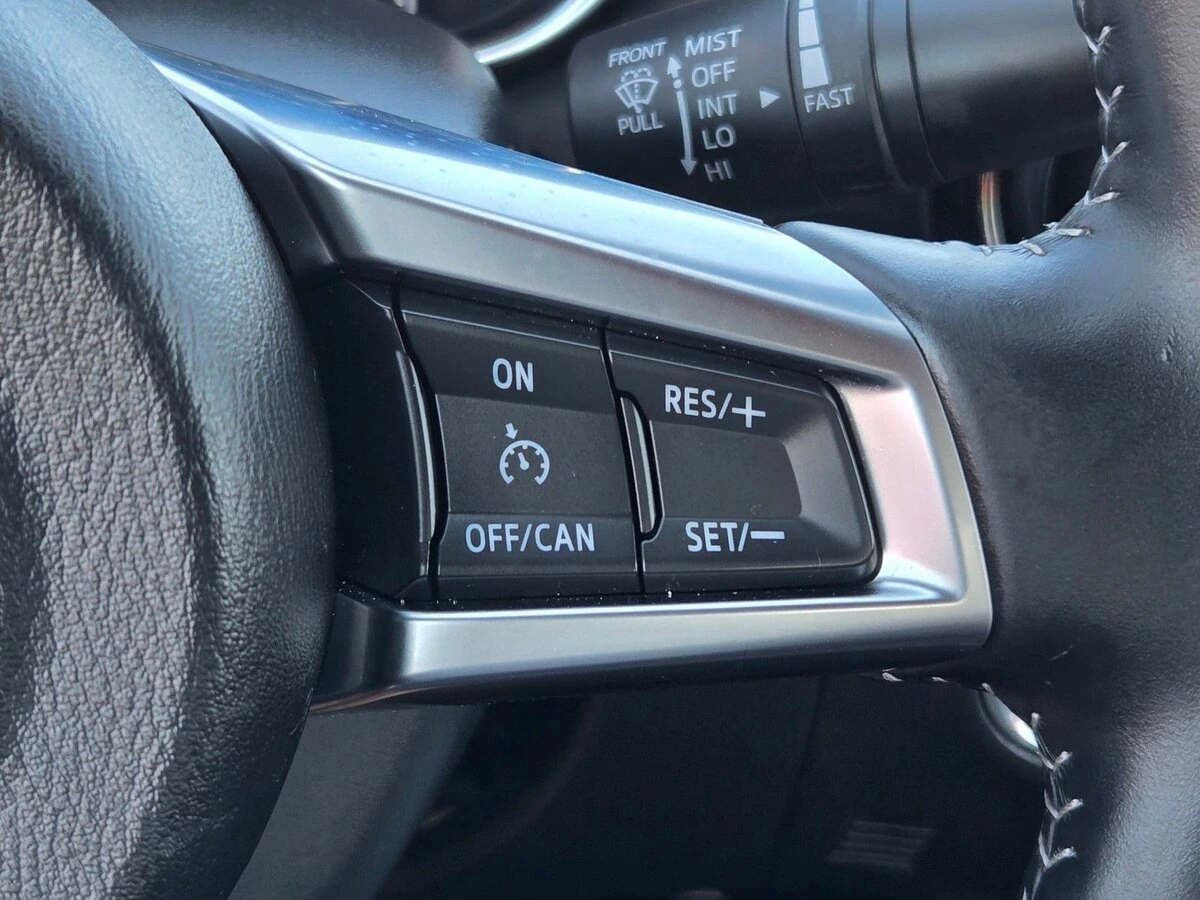 FRONT
PULL
MIST
OFF
INT
LO
HI
FAST
ON
OFF/CAN
RES/+
SET/−